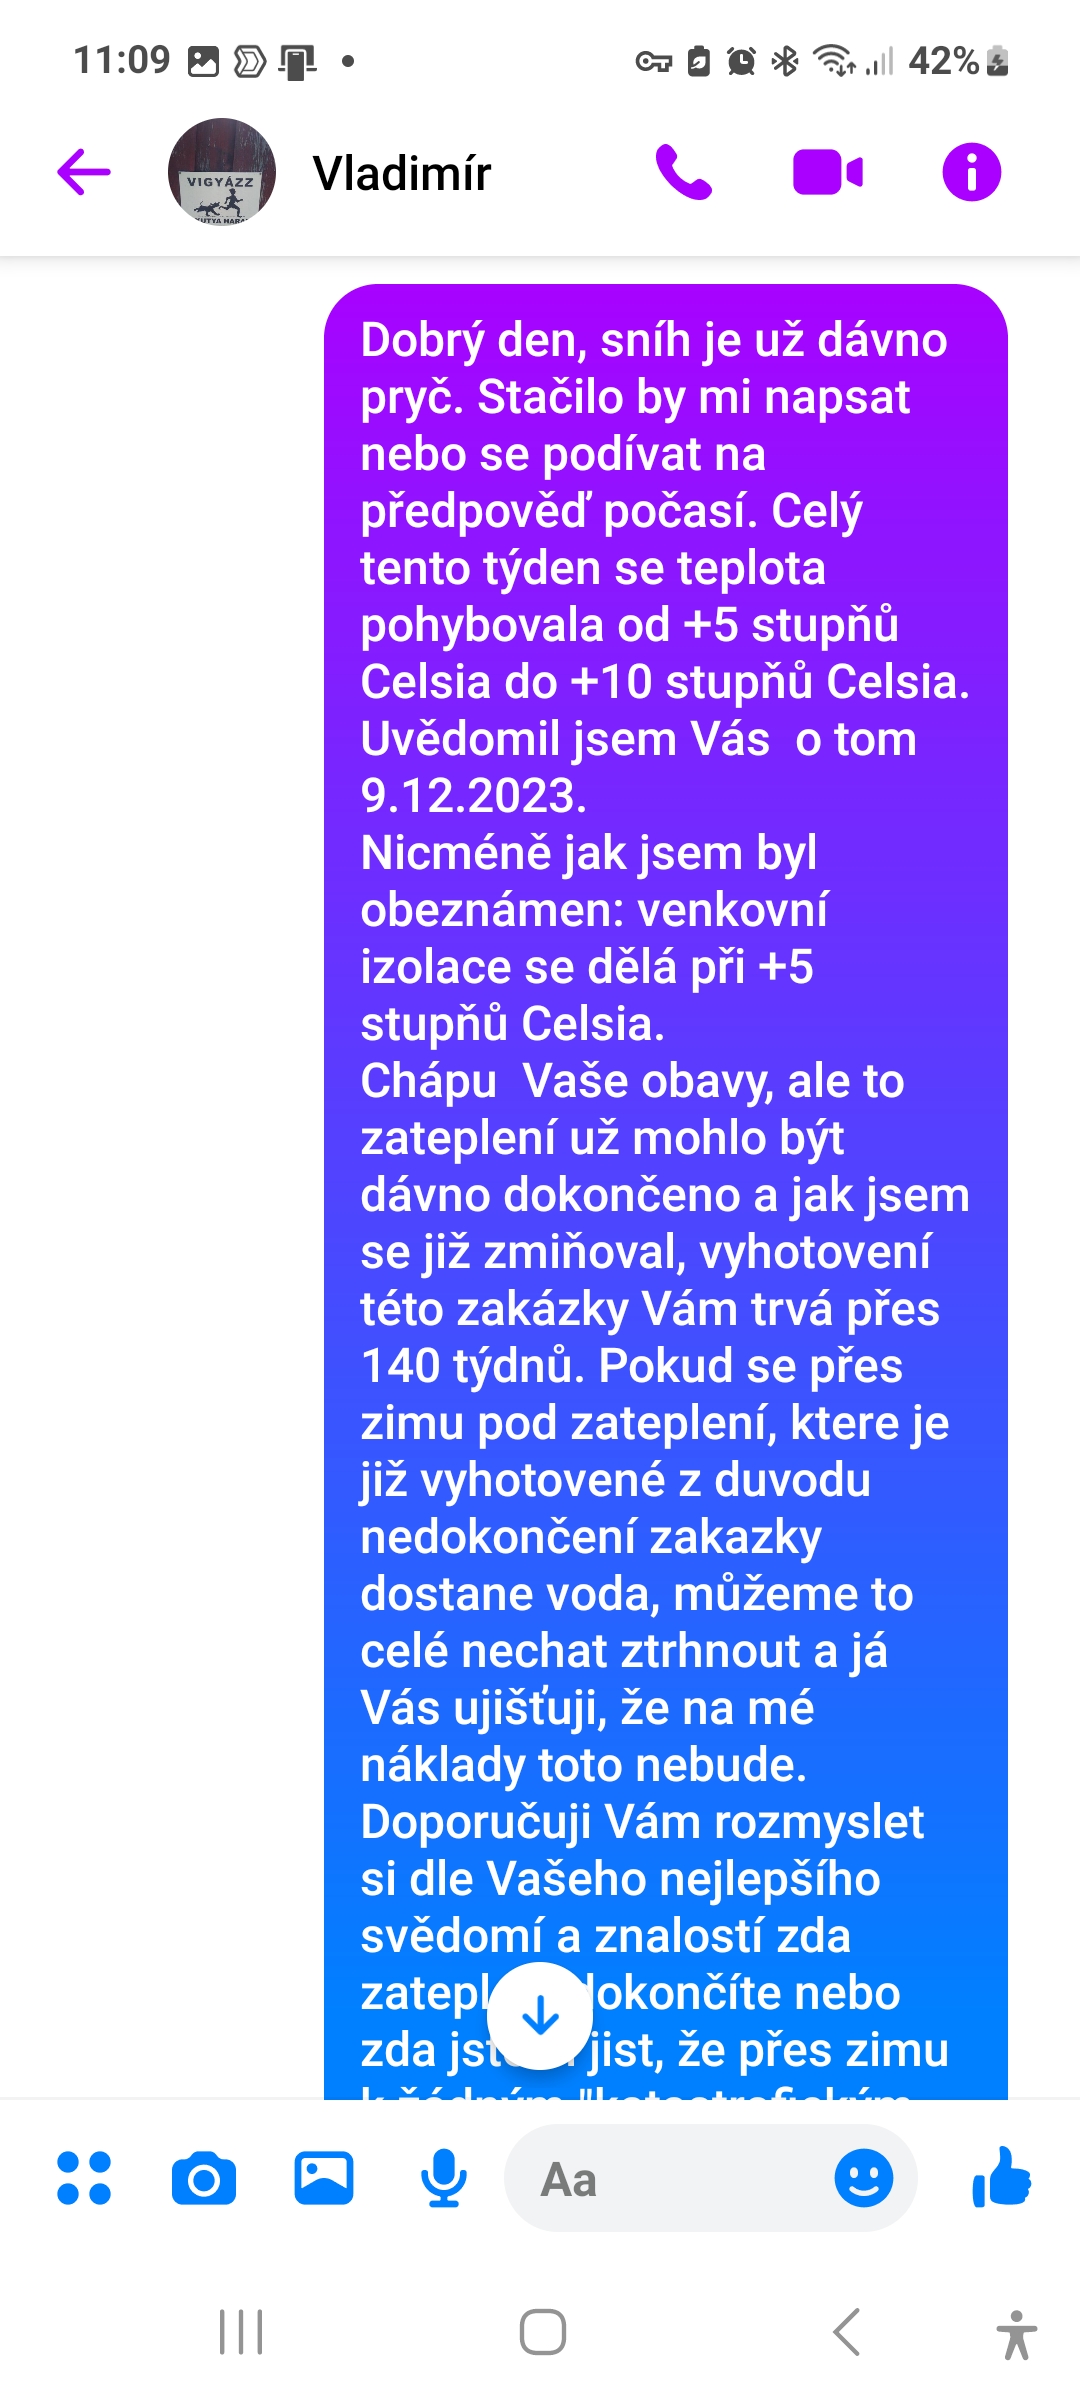 11:09
42%
VIGYÁZZ
Vladimír
Dobrý den, sníh je už dávno
pryč. Stačilo by mi napsat
nebo se podívat na
předpověď počasí. Celý
tento týden se teplota
pohybovala od +5 stupňů
Celsia do +10 stupňů Celsia.
Uvědomil jsem Vás  o tom
9.12.2023.
Nicméně jak jsem byl
obeznámen: venkovní
izolace se dělá při +5
stupňů Celsia.
Chápu  Vaše obavy, ale to
zateplení už mohlo být
dávno dokončeno a jak jsem
se již zmiňoval, vyhotovení
této zakázky Vám trvá přes
140 týdnů. Pokud se přes
zimu pod zateplení, ktere je
již vyhotovené z duvodu
nedokončení zakazky
dostane voda, můžeme to
celé nechat ztrhnout a já
Vás ujišťuji, že na mé
náklady toto nebude.
Doporučuji Vám rozmyslet
si dle Vašeho nejlepšího
svědomí a znalostí zda
nebo
zda jist, že přes zimu
Aa